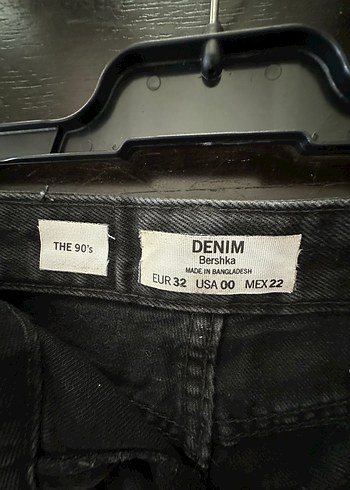 THE 90's
DENIM
Bershka
MADE IN BANGLADESH
EUR 32 USA 00 MEX 22